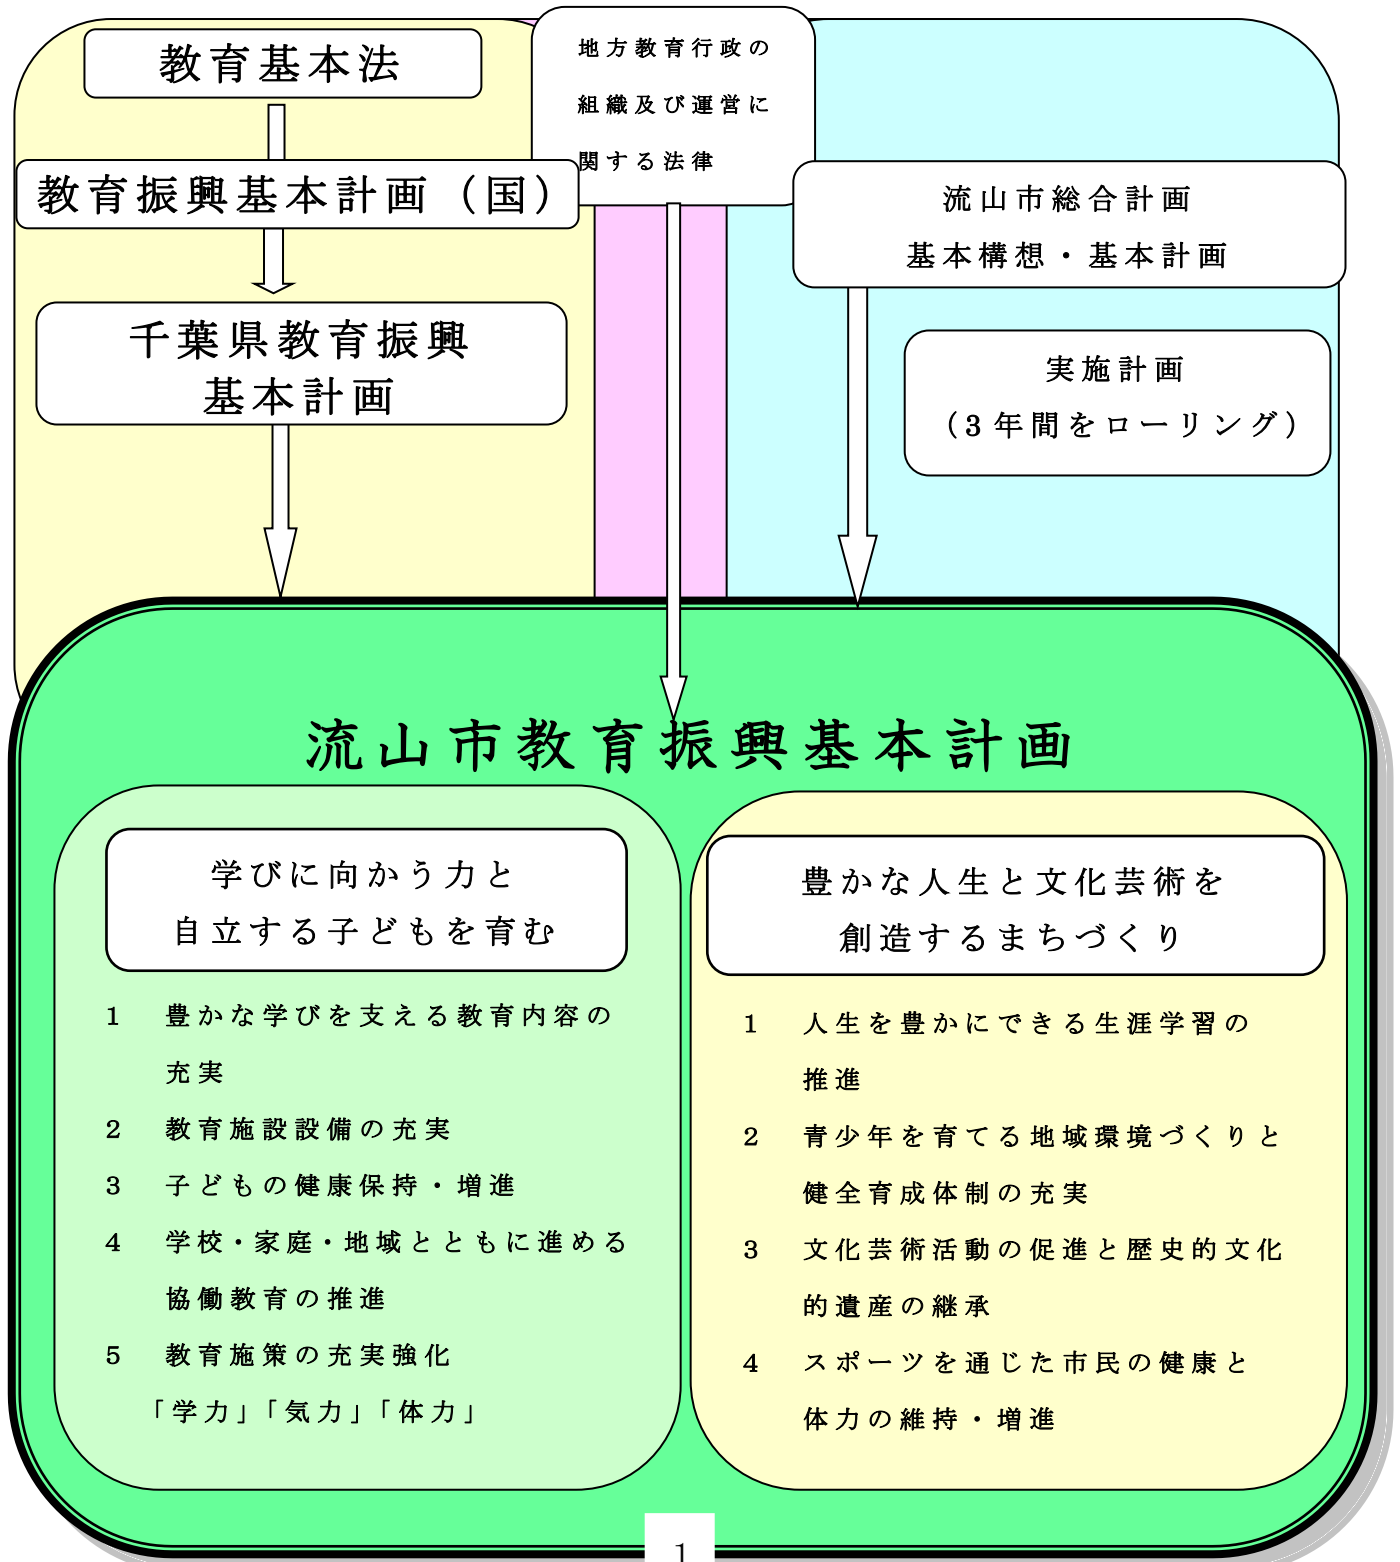 教育基本法
教育振興基本計画（国）
千葉県教育振興
基本計画
地方教育行政の
組織及び運営に
関する法律
流山市総合計画
基本構想・基本計画
実施計画
（3 年間をローリング）
流山市教育振興基本計画
学びに向かう力と
自立する子どもを育む
1 豊かな学びを支える教育内容の
充実
2 教育施設設備の充実
3 子どもの健康保持・増進
4 学校・家庭・地域とともに進める
協働教育の推進
5 教育施策の充実強化
「学力」「気力」「体力」
豊かな人生と文化芸術を
創造するまちづくり
1 人生を豊かにできる生涯学習の
推進
2 青少年を育てる地域環境づくりと
健全育成体制の充実
3 文化芸術活動の促進と歴史的文化
的遺産の継承
4 スポーツを通じた市民の健康と
体力の維持・増進
1